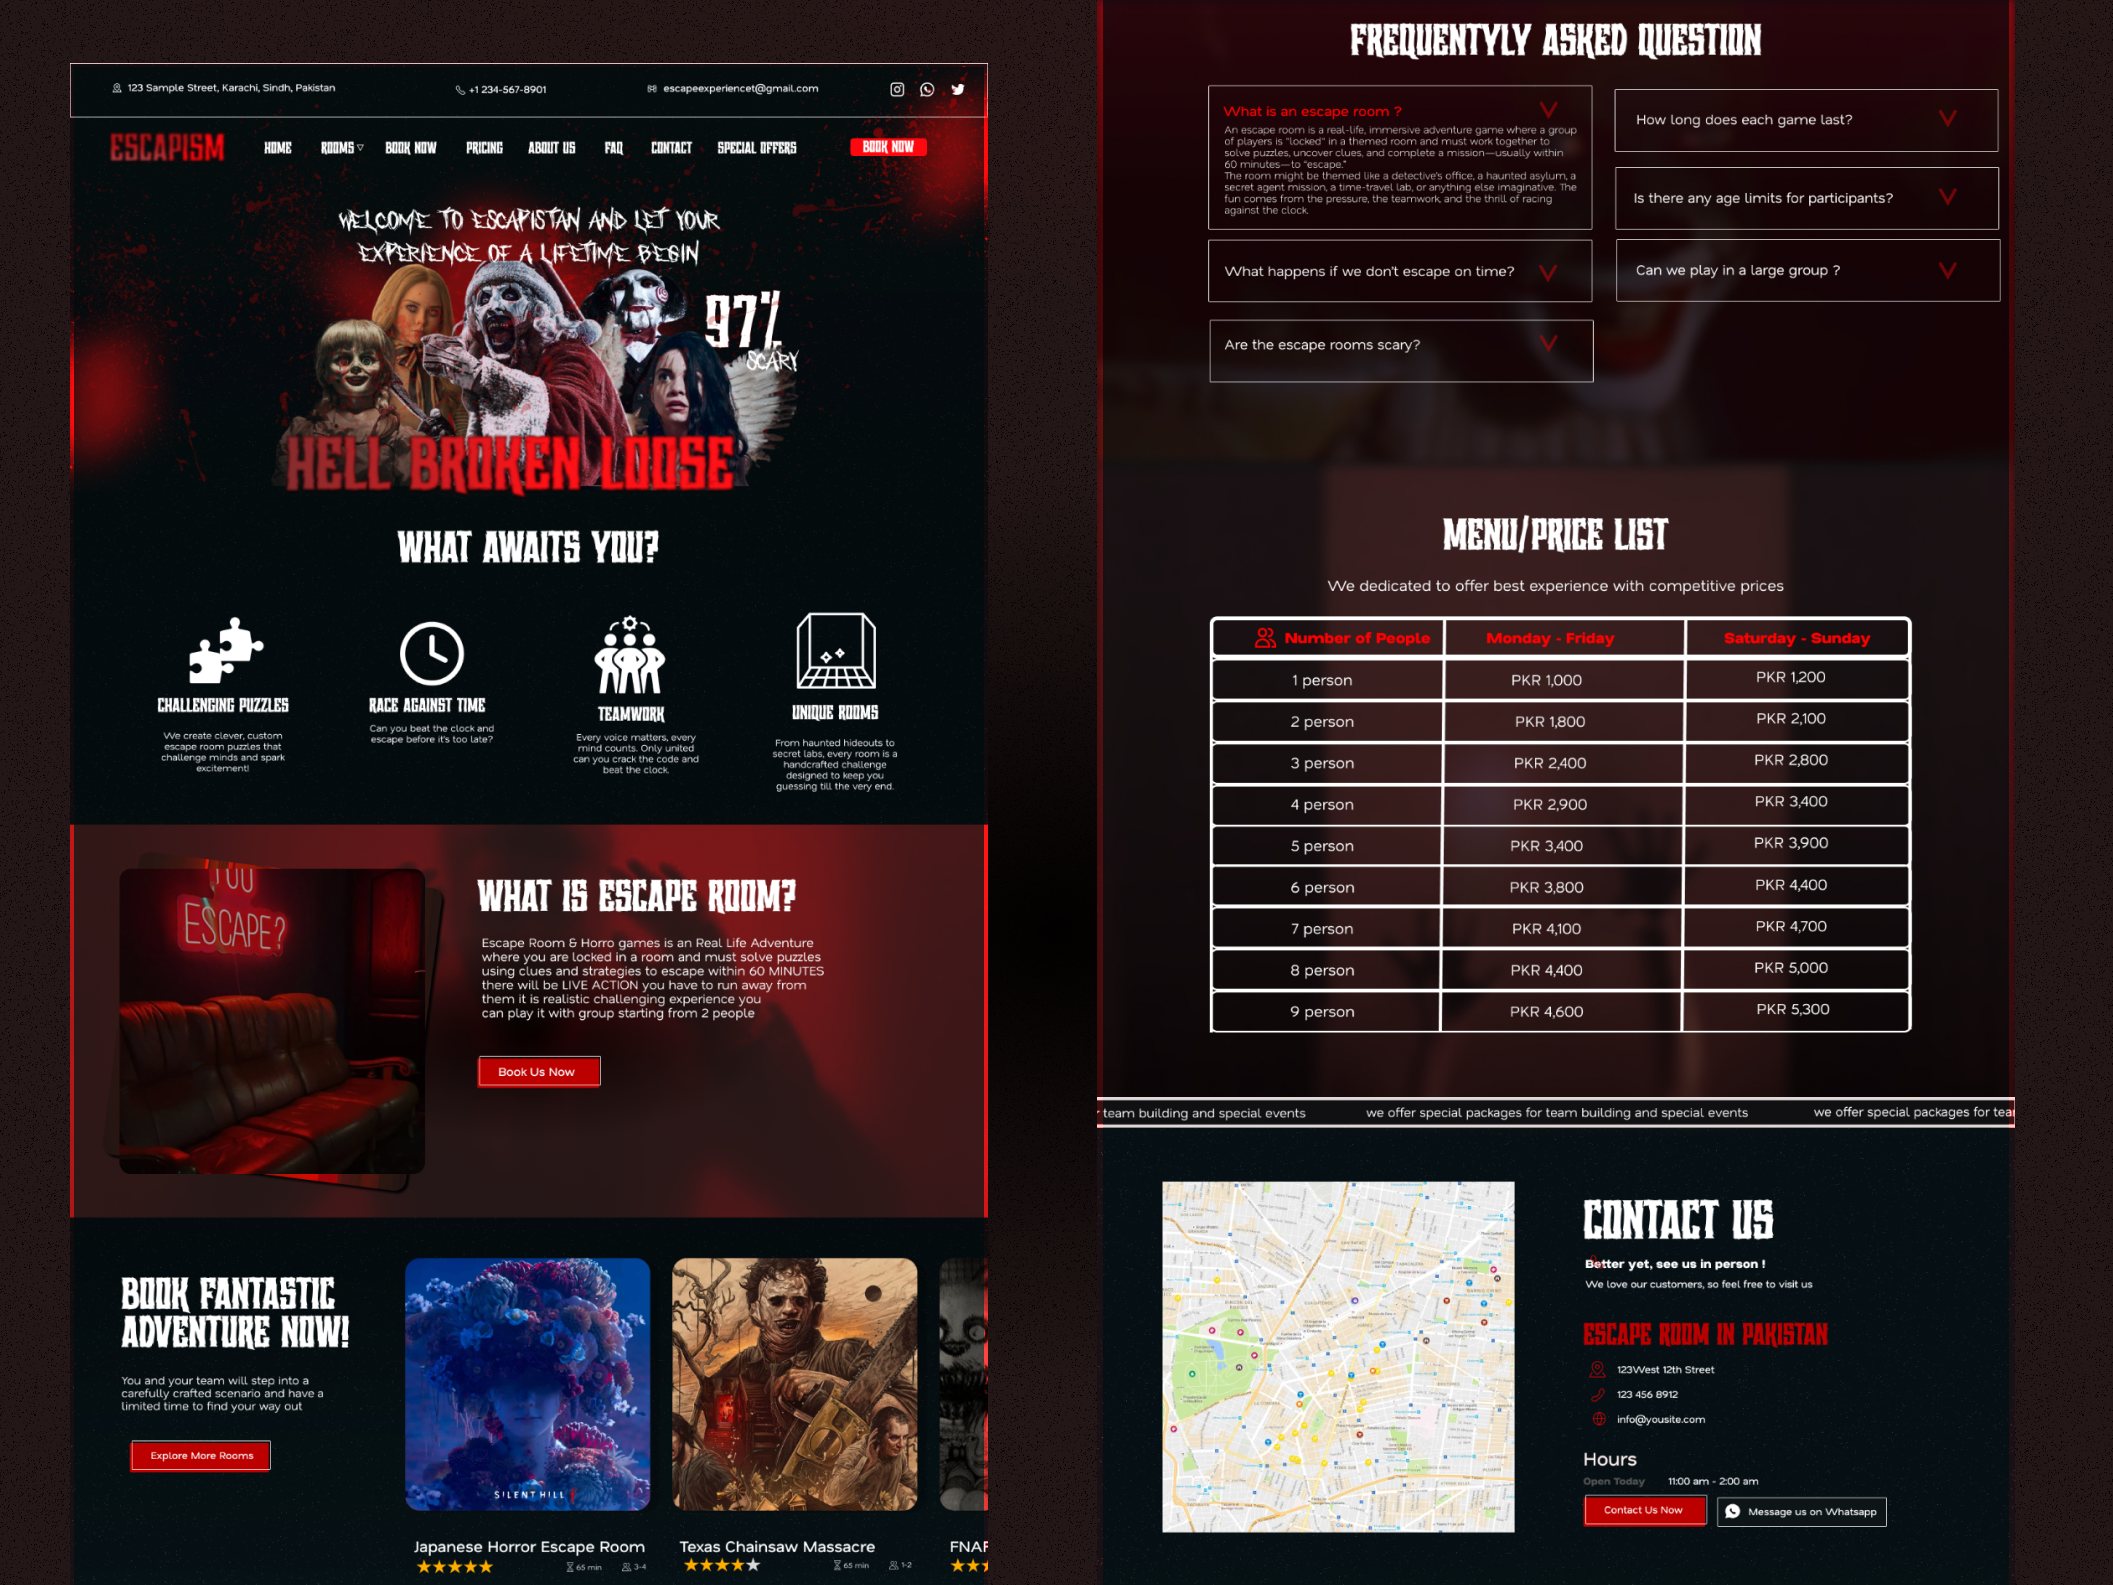 123 Sample Street, Karachi, Sindh, Pakistan
+1 234-567-8901
escapeexperiencet@gmail.com
ESCAPISM
HOME
ROOMS
BOOK NOW
PRICING
ABOUT US
FAQ
CONTACT
SPECIAL OFFERS
BOOK NOW
WELCOME TO ESCAPISTAN AND LET YOUR
EXPERIENCE OF A LIFETIME BEGIN
97%
SCARY
HELL BROKEN LOOSE
WHAT AWAITS YOU?
CHALLENGING PUZZLES
We create clever, custom
escape room puzzles that
challenge minds and spark
excitement!
RACE AGAINST TIME
Can you beat the clock and
escape before it's too late?
TEAMWORK
Every voice matters, every
mind counts. Only united
can you crack the code and
beat the clock.
UNIQUE ROOMS
From haunted hideouts to
secret labs, every room is a
handcrafted challenge
designed to keep you
guessing till the very end.
YOU
ESCAPE?
WHAT IS ESCAPE ROOM?
Escape Room & Horro games is an Real Life Adventure
where you are locked in a room and must solve puzzles
using clues and strategies to escape within 60 MINUTES
there will be LIVE ACTION you have to run away from
them it is realistic challenging experience you
can play it with group starting from 2 people
Book Us Now
BOOK FANTASTIC
ADVENTURE NOW!
You and your team will step into a
carefully crafted scenario and have a
limited time to find your way out
Explore More Rooms
SILENT HILL f
Japanese Horror Escape Room
65 min
3-4
Texas Chainsaw Massacre
65 min
1-2
FNAF
FREQUENTYLY ASKED QUESTION
What is an escape room ?
An escape room is a real-life, immersive adventure game where a group
of players is "locked" in a themed room and must work together to
solve puzzles, uncover clues, and complete a mission—usually within
60 minutes—to "escape."
The room might be themed like a detective's office, a haunted asylum, a
secret agent mission, a time-travel lab, or anything else imaginative. The
fun comes from the pressure, the teamwork, and the thrill of racing
against the clock.
How long does each game last?
Is there any age limits for participants?
What happens if we don't escape on time?
Can we play in a large group ?
Are the escape rooms scary?
MENU/PRICE LIST
We dedicated to offer best experience with competitive prices
Number of People Monday - Friday Saturday - Sunday
1 person PKR 1,000 PKR 1,200
2 person PKR 1,800 PKR 2,100
3 person PKR 2,400 PKR 2,800
4 person PKR 2,900 PKR 3,400
5 person PKR 3,400 PKR 3,900
6 person PKR 3,800 PKR 4,400
7 person PKR 4,100 PKR 4,700
8 person PKR 4,400 PKR 5,000
9 person PKR 4,600 PKR 5,300
team building and special events we offer special packages for team building and special events we offer special packages for tea
CONTACT US
Better yet, see us in person !
We love our customers, so feel free to visit us
ESCAPE ROOM IN PAKISTAN
123West 12th Street
123 456 8912
info@yousite.com
Hours
Open Today 11:00 am - 2:00 am
Contact Us Now
Message us on Whatsapp